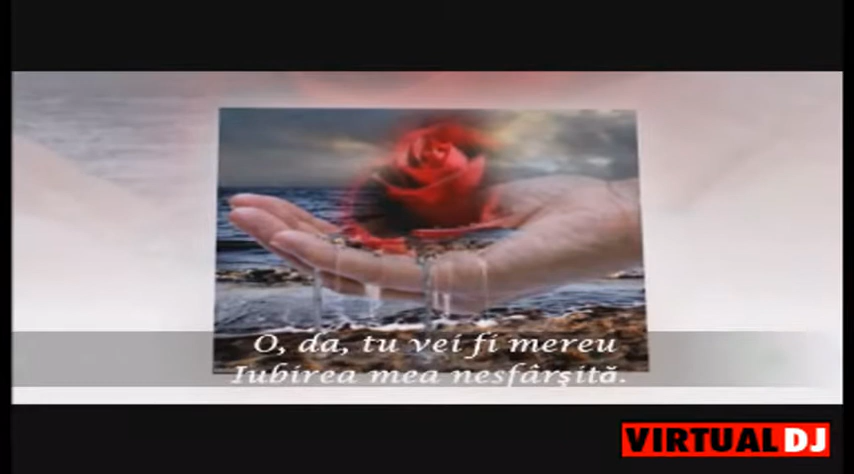 O, da, tu vei fi mereu
Iubirea mea nesfârşită.
VIRTUAL DJ